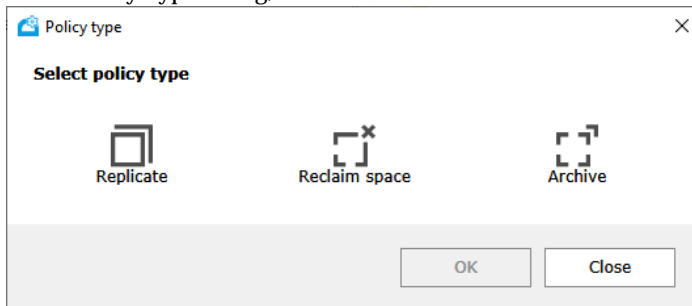 Policy type
Select policy type
Replicate
Reclaim space
Archive
OK
Close